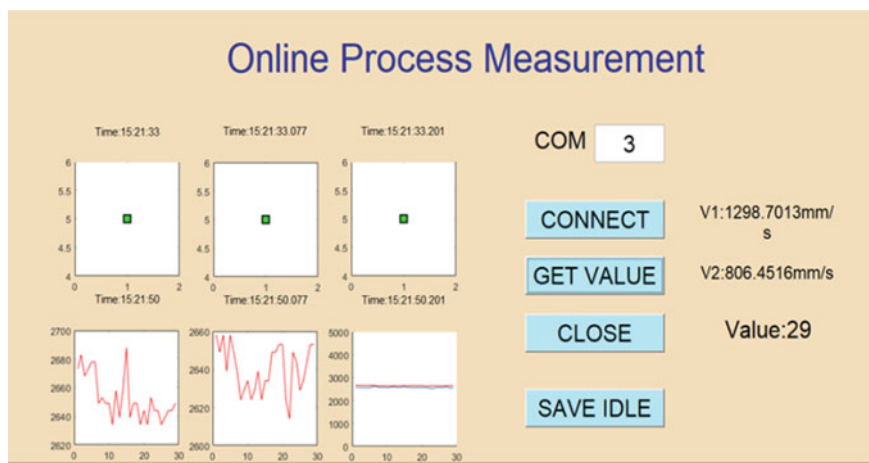 Online Process Measurement
Time:15:21:33 Time:15:21:33.077 Time:15:21:33.201
COM 3
6 6 6
5.5 5.5 5.5
5 5 5
4.5 4.5 4.5
4 4 4
0 1 2 0 1 2 0 1 2
CONNECT V1:1298.7013mm/
s
GET VALUE V2:806.4516mm/s
Time:15:21:50 Time:15:21:50.077 Time:15:21:50.201
CLOSE Value:29
2700 2660 5000
2680 4000
2640 3000
2660
2620 2000
2640 1000
2620 2600 0
0 10 20 30 0 10 20 30 0 10 20 30
SAVE IDLE